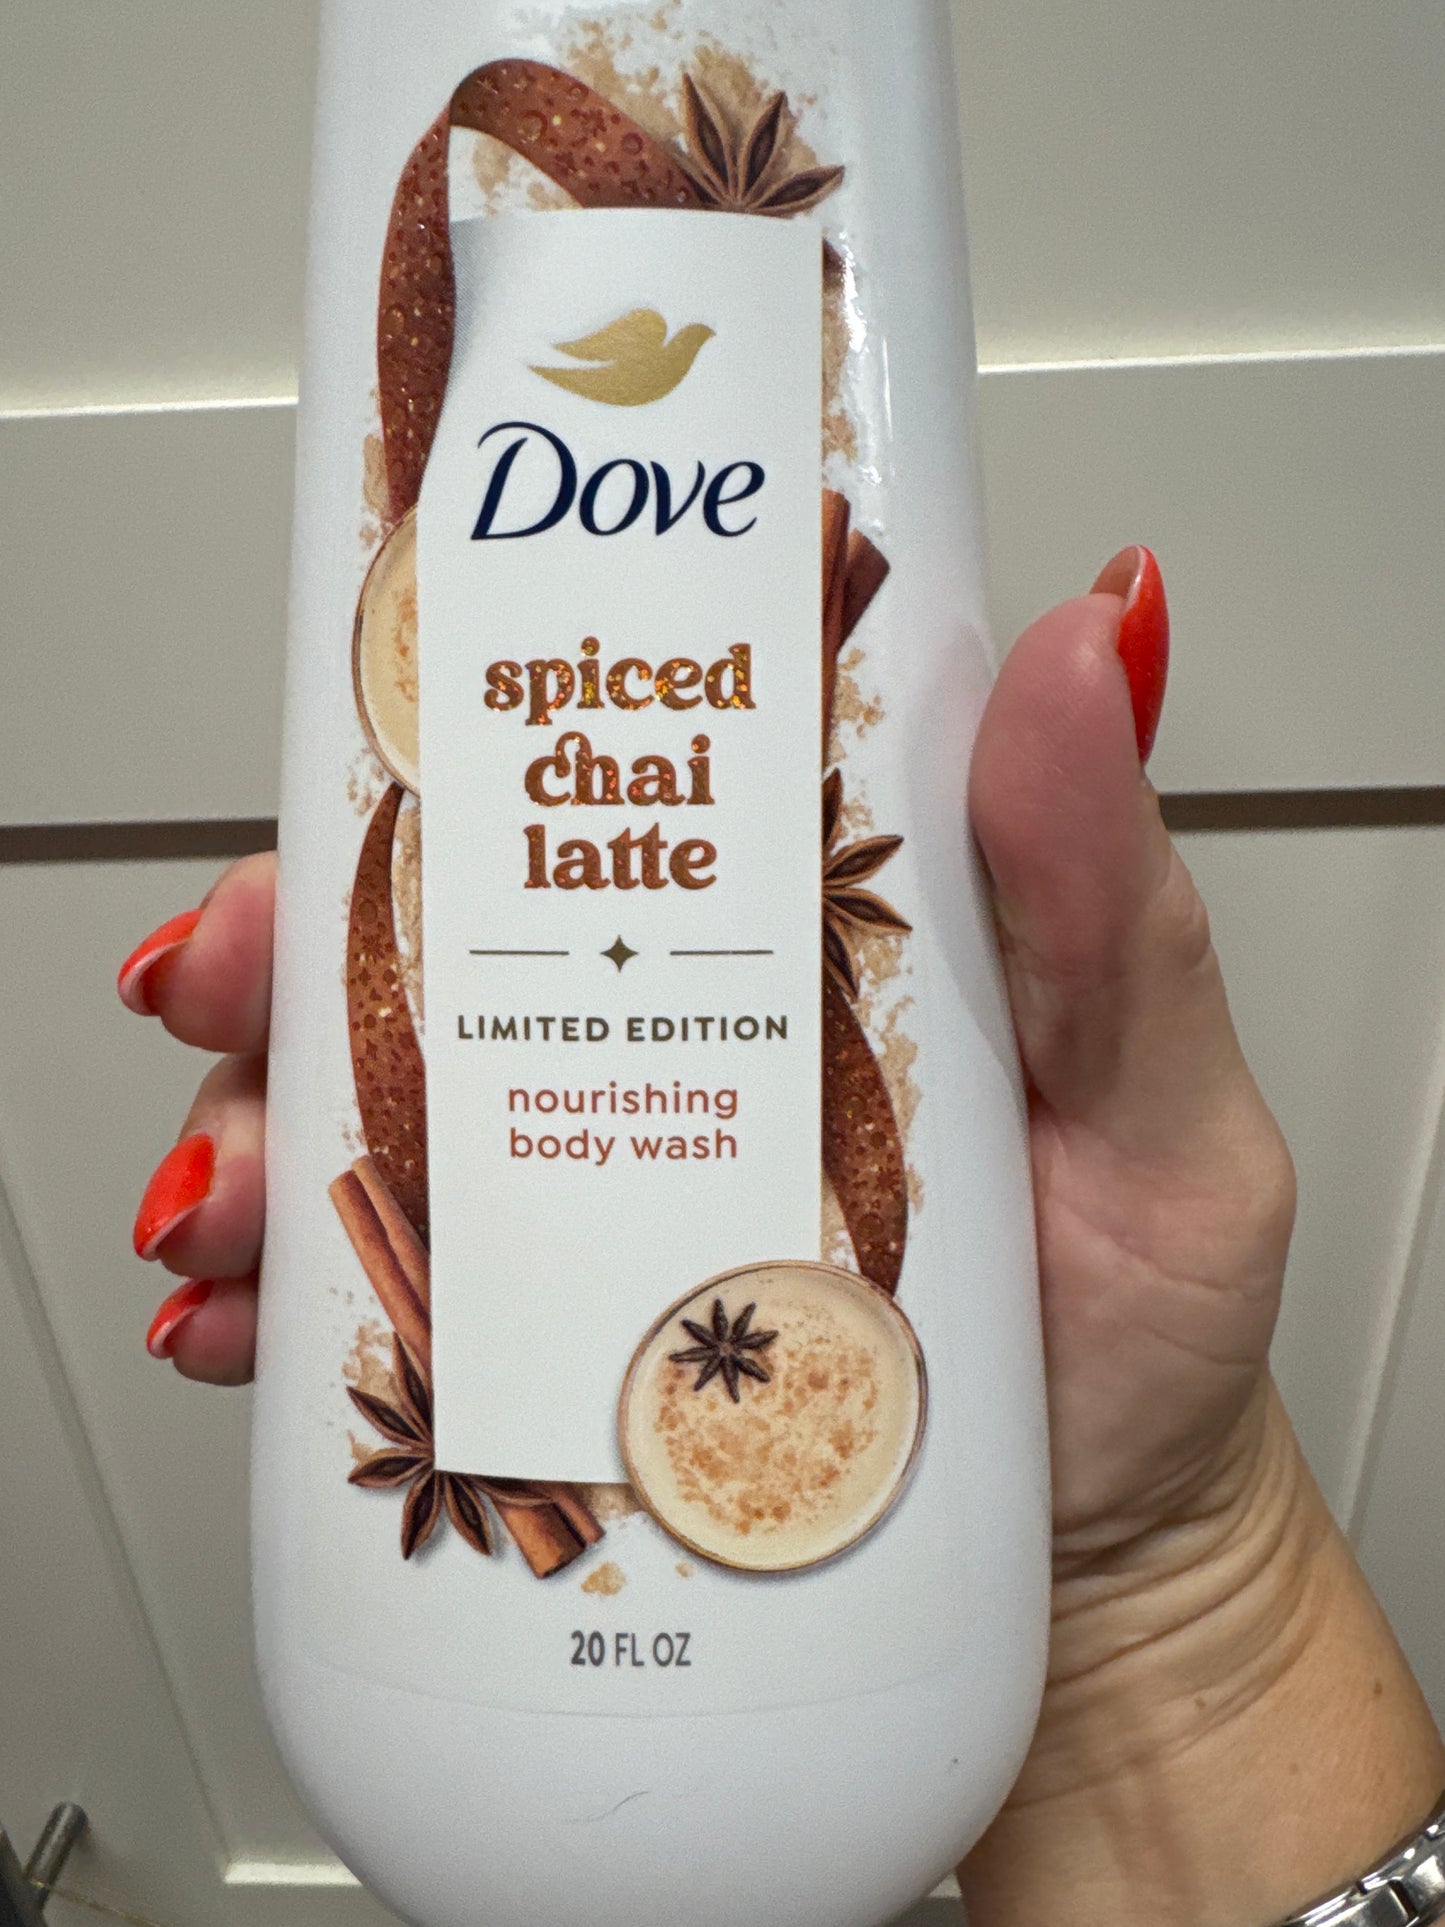 Dove
spiced
chai
latte
LIMITED EDITION
nourishing
body wash
20 FL OZ